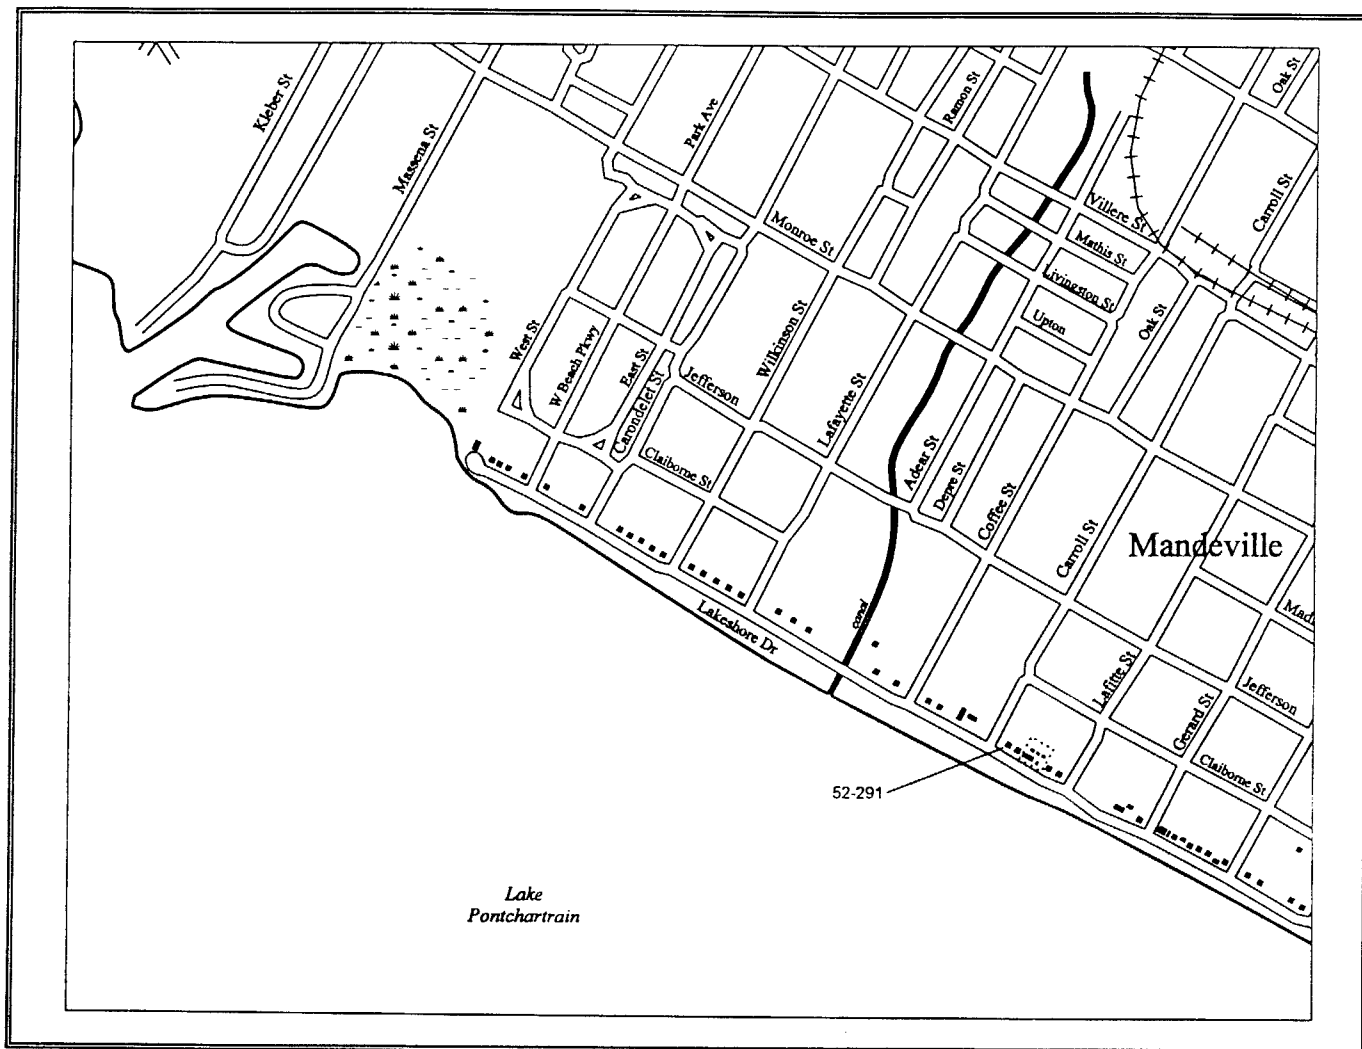 Kleber St
Massena St
Park Ave
Ramon St
Oak St
Carroll St
Villere St
Mathis St
Livingston St
Upton
Oak St
Monroe St
Wilkinson St
Lafayette St
West St
W Beach Pkwy
East St
Carondelet St
Jefferson
Claiborne St
Adear St
Depre St
Coffee St
Carroll St
Mandeville
Madi
Lakeshore Dr
canal
Lafitte St
Gerard St
Jefferson
Claiborne St
52-291
Lake
Pontchartrain